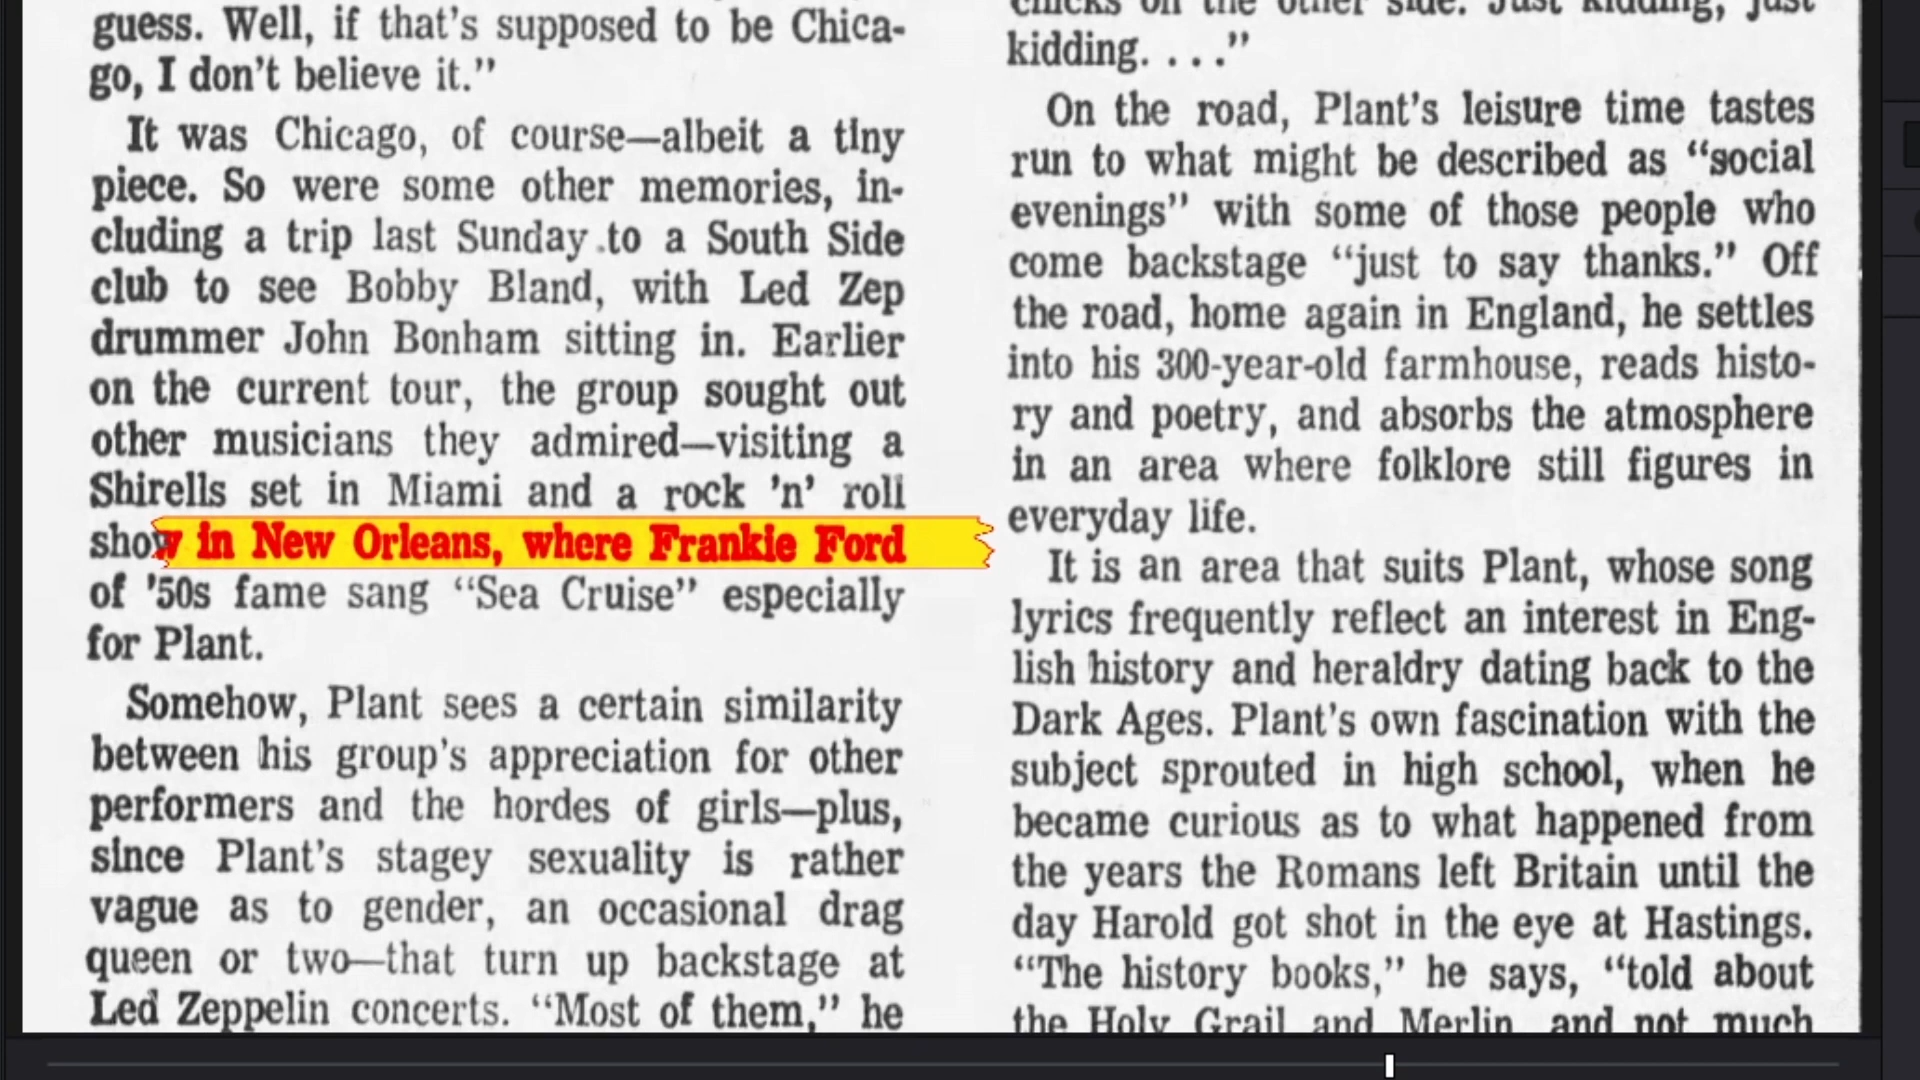 guess. Well, if that's supposed to be Chica-
go, I don't believe it."
It was Chicago, of course—albeit a tiny
piece. So were some other memories, in-
cluding a trip last Sunday to a South Side
club to see Bobby Bland, with Led Zep
drummer John Bonham sitting in. Earlier
on the current tour, the group sought out
other musicians they admired—visiting a
Shirells set in Miami and a rock 'n' roll
show in New Orleans, where Frankie Ford
of '50s fame sang "Sea Cruise" especially
for Plant.
Somehow, Plant sees a certain similarity
between his group's appreciation for other
performers and the hordes of girls—plus,
since Plant's stagey sexuality is rather
vague as to gender, an occasional drag
queen or two—that turn up backstage at
Led Zeppelin concerts. "Most of them," he
chicks on the other side. Just kidding, just
kidding. . . ."
On the road, Plant's leisure time tastes
run to what might be described as "social
evenings" with some of those people who
come backstage "just to say thanks." Off
the road, home again in England, he settles
into his 300-year-old farmhouse, reads histo-
ry and poetry, and absorbs the atmosphere
in an area where folklore still figures in
everyday life.
It is an area that suits Plant, whose song
lyrics frequently reflect an interest in Eng-
lish history and heraldry dating back to the
Dark Ages. Plant's own fascination with the
subject sprouted in high school, when he
became curious as to what happened from
the years the Romans left Britain until the
day Harold got shot in the eye at Hastings.
"The history books," he says, "told about
the Holy Grail and Merlin and not much